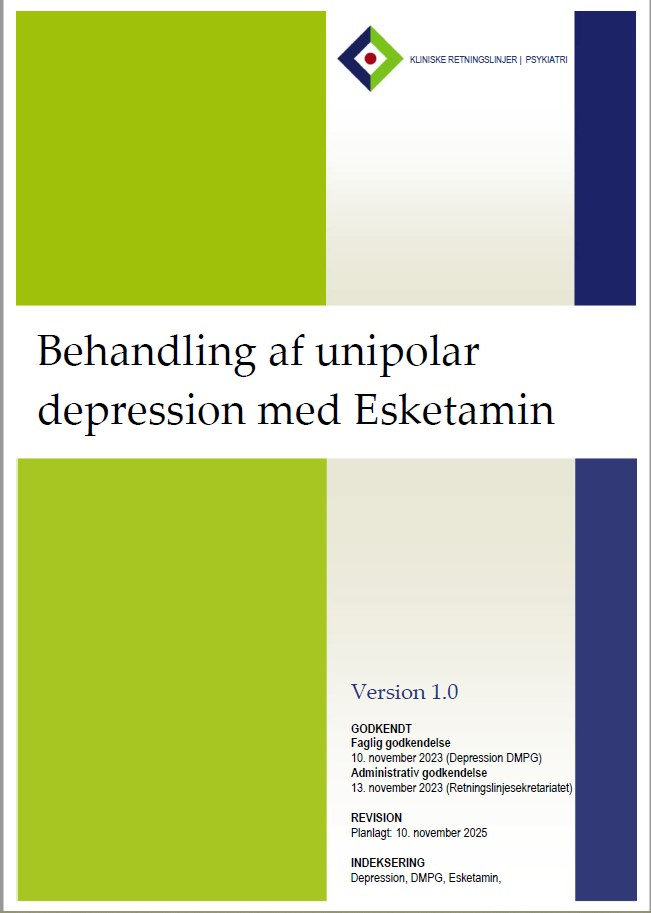 KLINISKE RETNINGSLINJER | PSYKIATRI
Behandling af unipolar
depression med Esketamin
Version 1.0
GODKENDT
Faglig godkendelse
10. november 2023 (Depression DMPG)
Administrativ godkendelse
13. november 2023 (Retningslinjesekretariatet)
REVISION
Planlagt: 10. november 2025
INDEKSERING
Depression, DMPG, Esketamin,